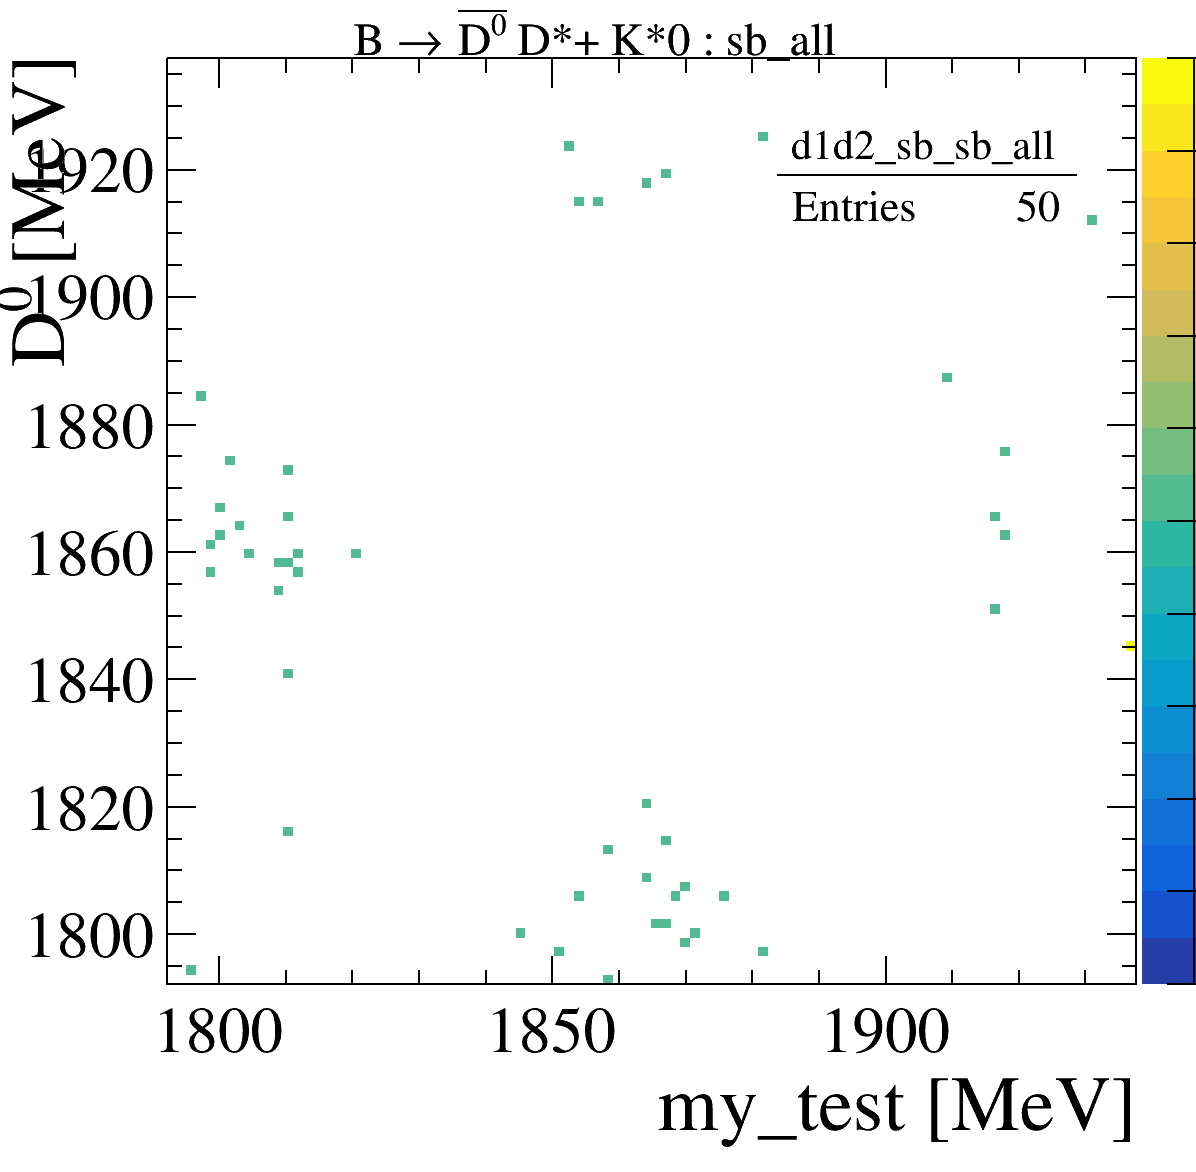 B → D⁰ D*+ K*0 : sb_all
D⁰ [MeV]
d1d2_sb_sb_all
Entries 50
1920
1900
1880
1860
1840
1820
1800
1800 1850 1900
my_test [MeV]